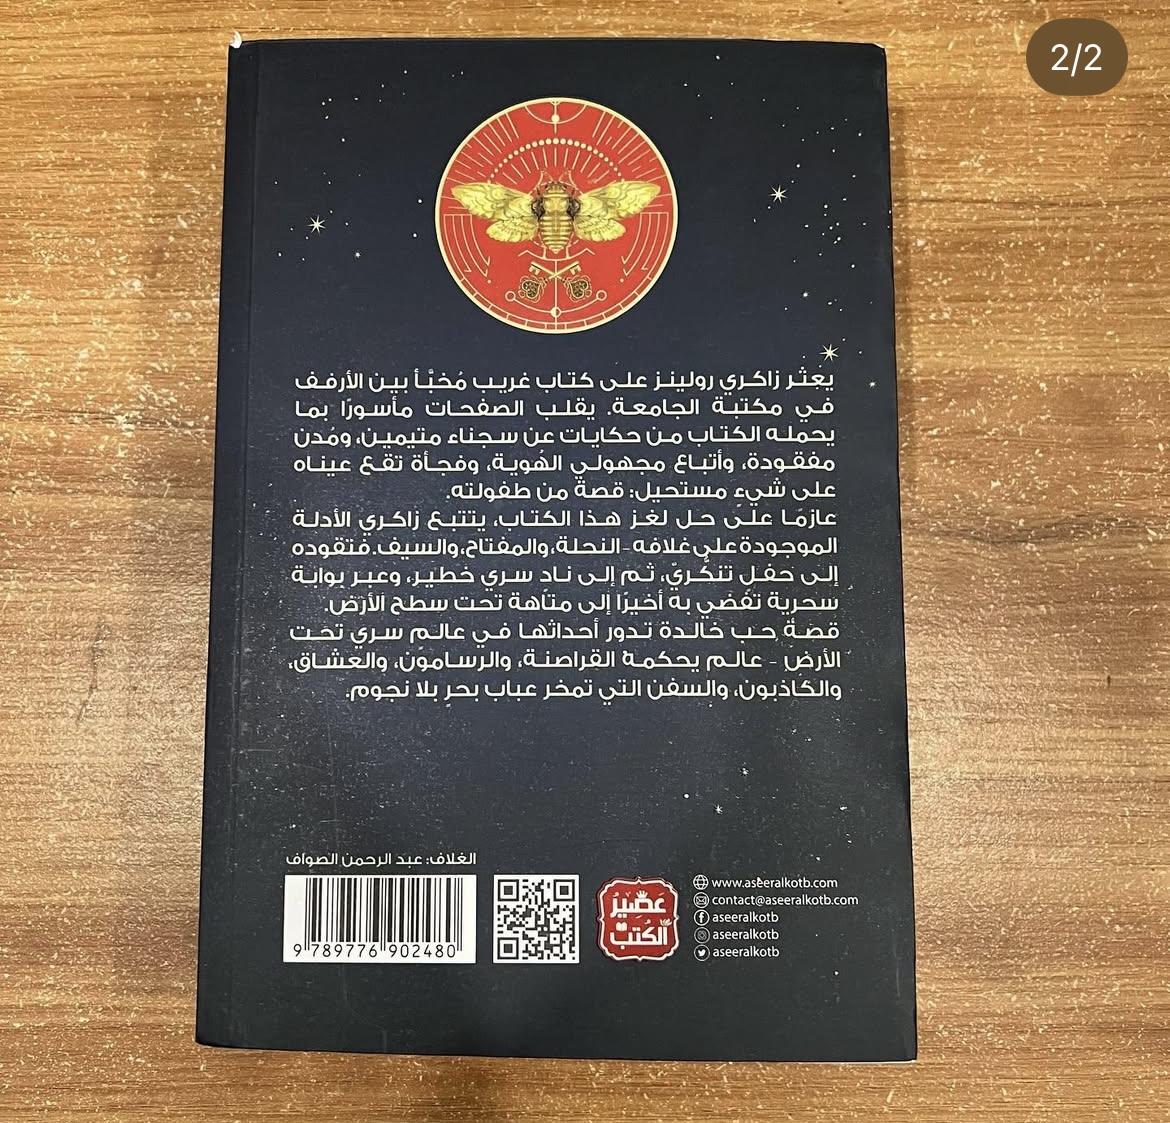 2/2
يعثر زاكري رولينز على كتاب غريب مُخبَّأ بين الأرفف
في مكتبة الجامعة. يقلب الصفحات مأسورًا بما
يحمله الكتاب من حكايات عن سجناء متيمين، ومُدن
مفقودة، وأتباع مجهولي الهُوية، وفجأة تقع عيناه
على شيءٍ مستحيل: قصة من طفولته.
عازمًا على حل لغز هذا الكتاب، يتتبع زاكري الأدلة
الموجودة على غلافه - النحلة، والمفتاح، والسيف. فتقوده
إلى حفلٍ تنكريّ، ثم إلى نادٍ سري خطير، وعبر بوابة
سحرية تفضي به أخيرًا إلى متاهة تحت سطح الأرض.
قصةُ حب خالدة تدور أحداثها في عالمٍ سري تحت
الأرض - عالم يحكمه القراصنة، والرسامون، والعشاق،
والكاذبون، والسفن التي تمخر عباب بحرٍ بلا نجوم.
الغلاف: عبد الرحمن الصواف
9 789776 902480
عصير
الكتب
www.aseeralkotb.com
contact@aseeralkotb.com
aseeralkotb
aseeralkotb
aseeralkotb